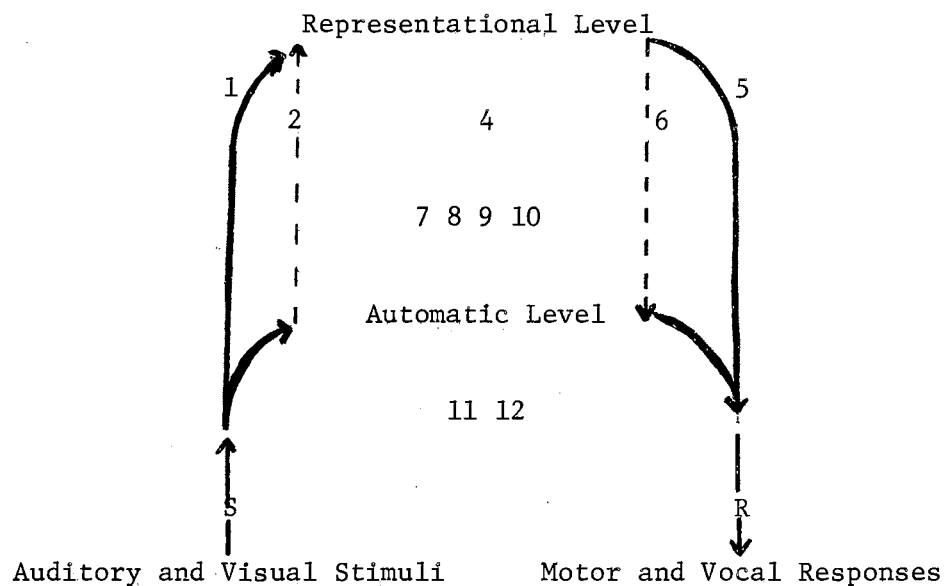 Representational Level
1 5
2 4 6
7 8 9 10
Automatic Level
11 12
S R
Auditory and Visual Stimuli Motor and Vocal Responses